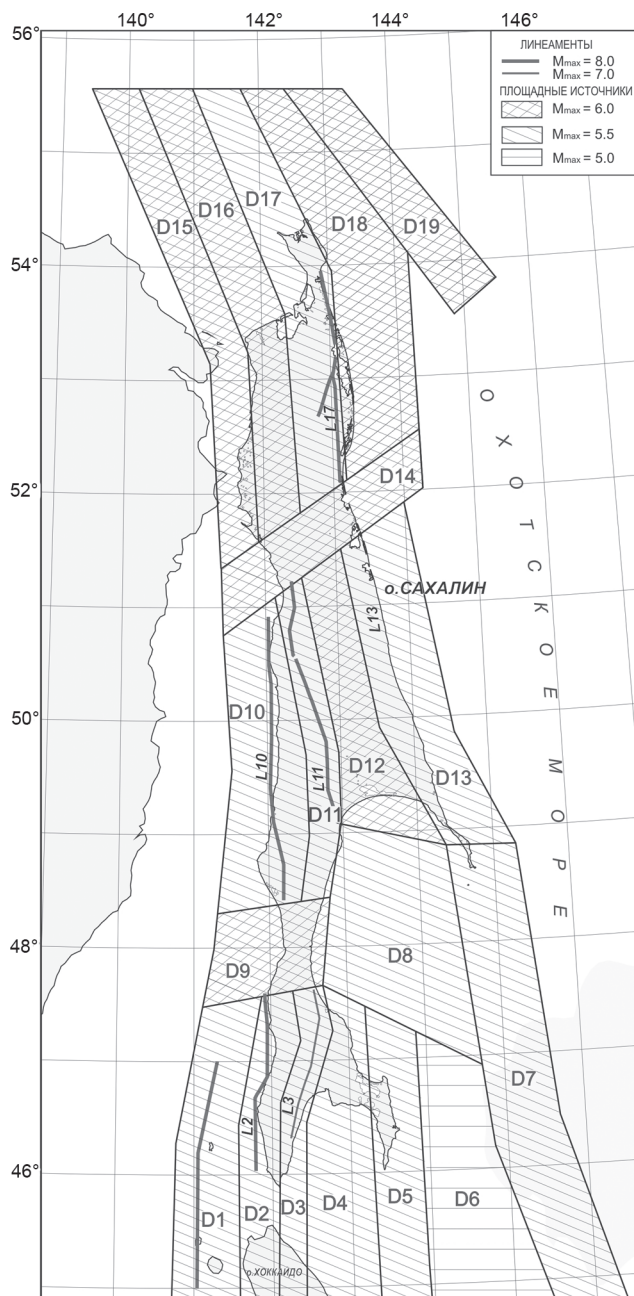 140° 142° 144° 146°
56°
54°
52°
50°
48°
46°
ЛИНЕАМЕНТЫ
Mmax = 8.0
Mmax = 7.0
ПЛОЩАДНЫЕ ИСТОЧНИКИ
Mmax = 6.0
Mmax = 5.5
Mmax = 5.0
D15
D16
D17
D18
D19
L17
D14
о.САХАЛИН
L13
ОХОТСКОЕ МОРЕ
D10
L10
L11
D11
D12
D13
D9
D8
D7
L2
L3
D1
D2
D3
D4
D5
D6
о.ХОККАЙДО